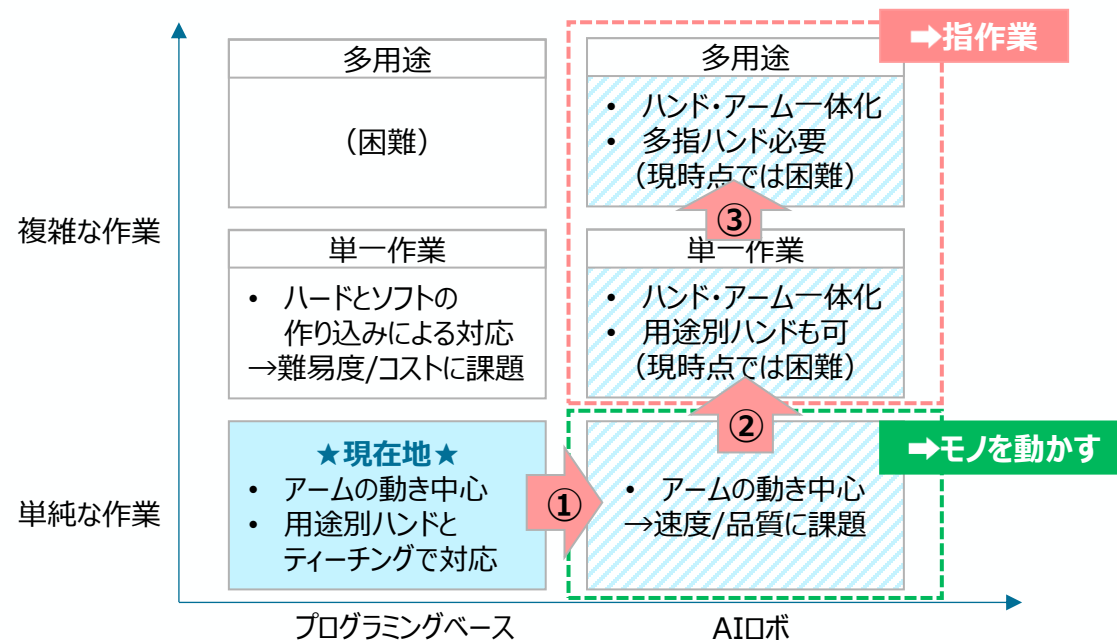 ➡指作業
多用途
(困難)
多用途
• ハンド・アーム一体化
• 多指ハンド必要
(現時点では困難)
③
複雑な作業
単一作業
• ハードとソフトの
作り込みによる対応
→難易度/コストに課題
単一作業
• ハンド・アーム一体化
• 用途別ハンドも可
(現時点では困難)
②
➡モノを動かす
単純な作業
★現在地★
• アームの動き中心
• 用途別ハンドと
ティーチングで対応
①
• アームの動き中心
→速度/品質に課題
プログラミングベース
AIロボ